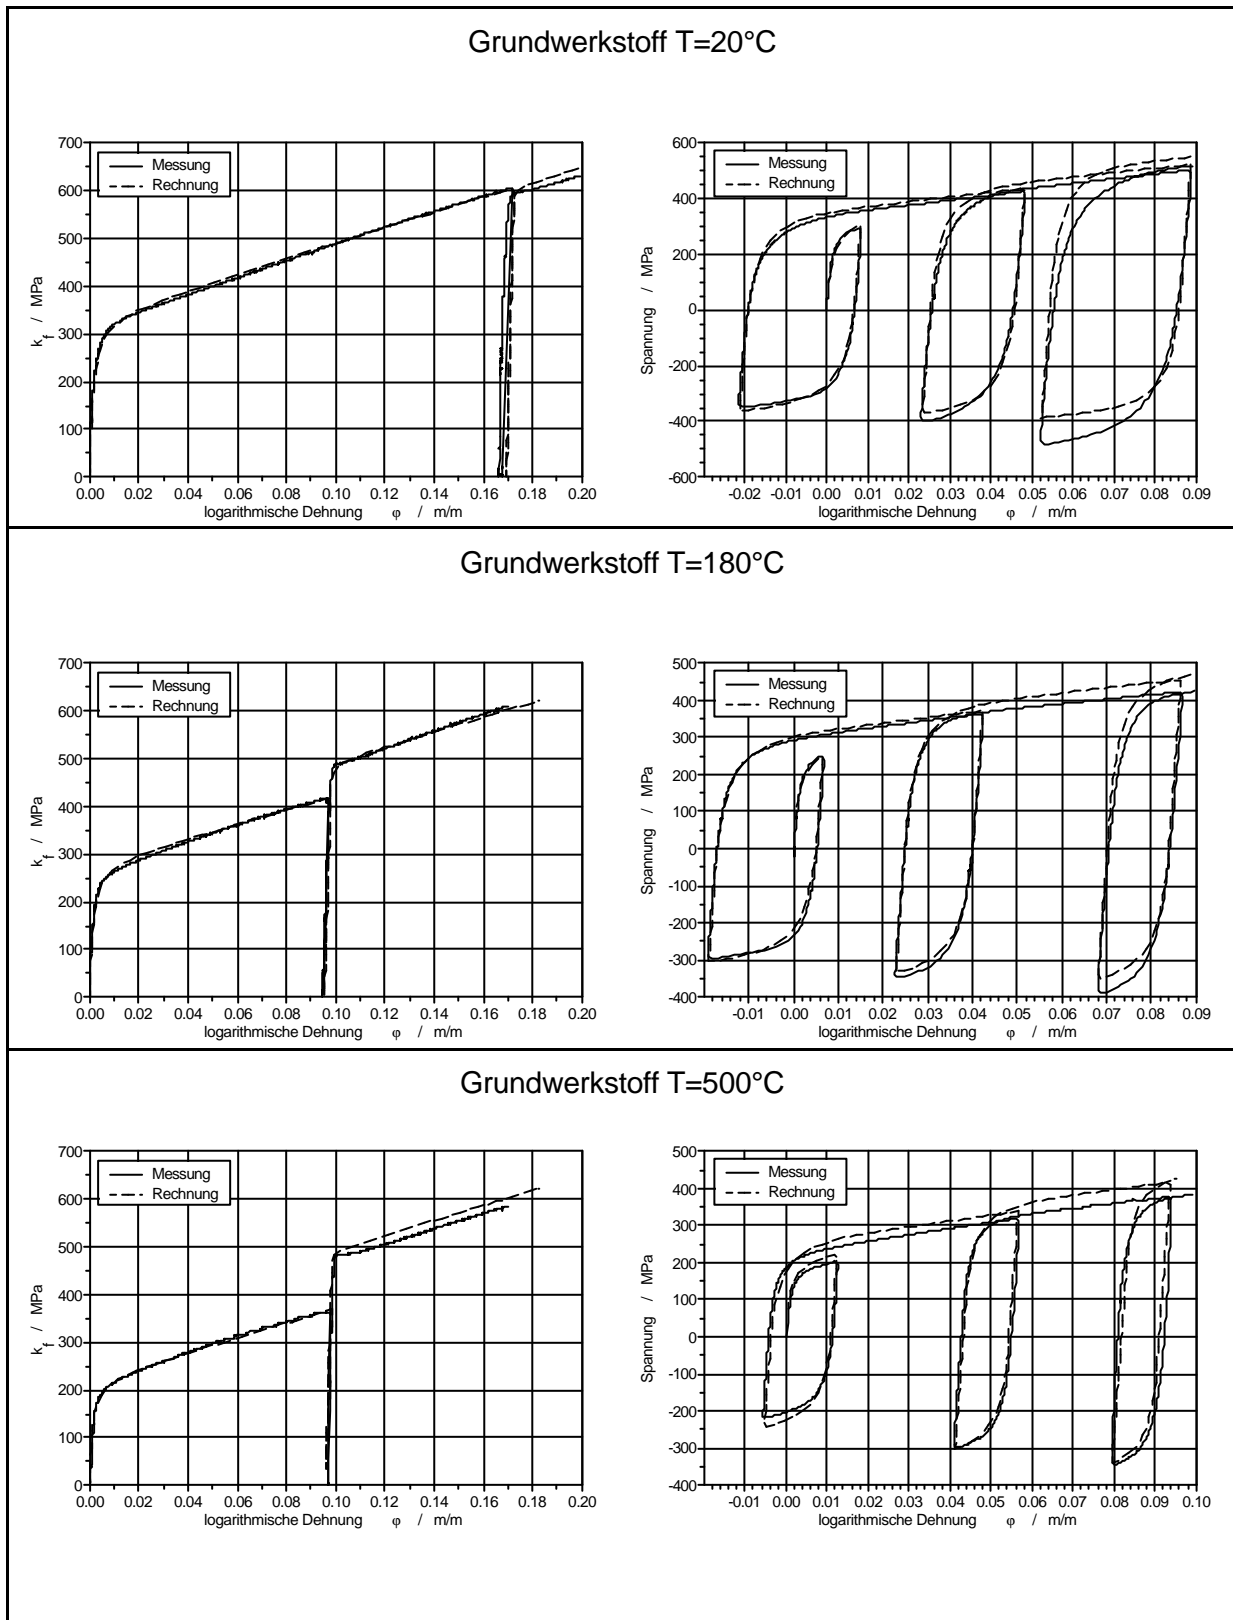 Grundwerkstoff T=20°C
700
600
500
400
300
200
100
0
k_f / MPa
Messung
Rechnung
0.00 0.02 0.04 0.06 0.08 0.10 0.12 0.14 0.16 0.18 0.20
logarithmische Dehnung φ / m/m
600
400
200
0
-200
-400
-600
Spannung / MPa
Messung
Rechnung
-0.02 -0.01 0.00 0.01 0.02 0.03 0.04 0.05 0.06 0.07 0.08 0.09
logarithmische Dehnung φ / m/m
Grundwerkstoff T=180°C
700
600
500
400
300
200
100
0
k_f / MPa
Messung
Rechnung
0.00 0.02 0.04 0.06 0.08 0.10 0.12 0.14 0.16 0.18 0.20
logarithmische Dehnung φ / m/m
500
400
300
200
100
0
-100
-200
-300
-400
Spannung / MPa
Messung
Rechnung
-0.01 0.00 0.01 0.02 0.03 0.04 0.05 0.06 0.07 0.08 0.09
logarithmische Dehnung φ / m/m
Grundwerkstoff T=500°C
700
600
500
400
300
200
100
0
k_f / MPa
Messung
Rechnung
0.00 0.02 0.04 0.06 0.08 0.10 0.12 0.14 0.16 0.18 0.20
logarithmische Dehnung φ / m/m
500
400
300
200
100
0
-100
-200
-300
-400
Spannung / MPa
Messung
Rechnung
-0.01 0.00 0.01 0.02 0.03 0.04 0.05 0.06 0.07 0.08 0.09 0.10
logarithmische Dehnung φ / m/m